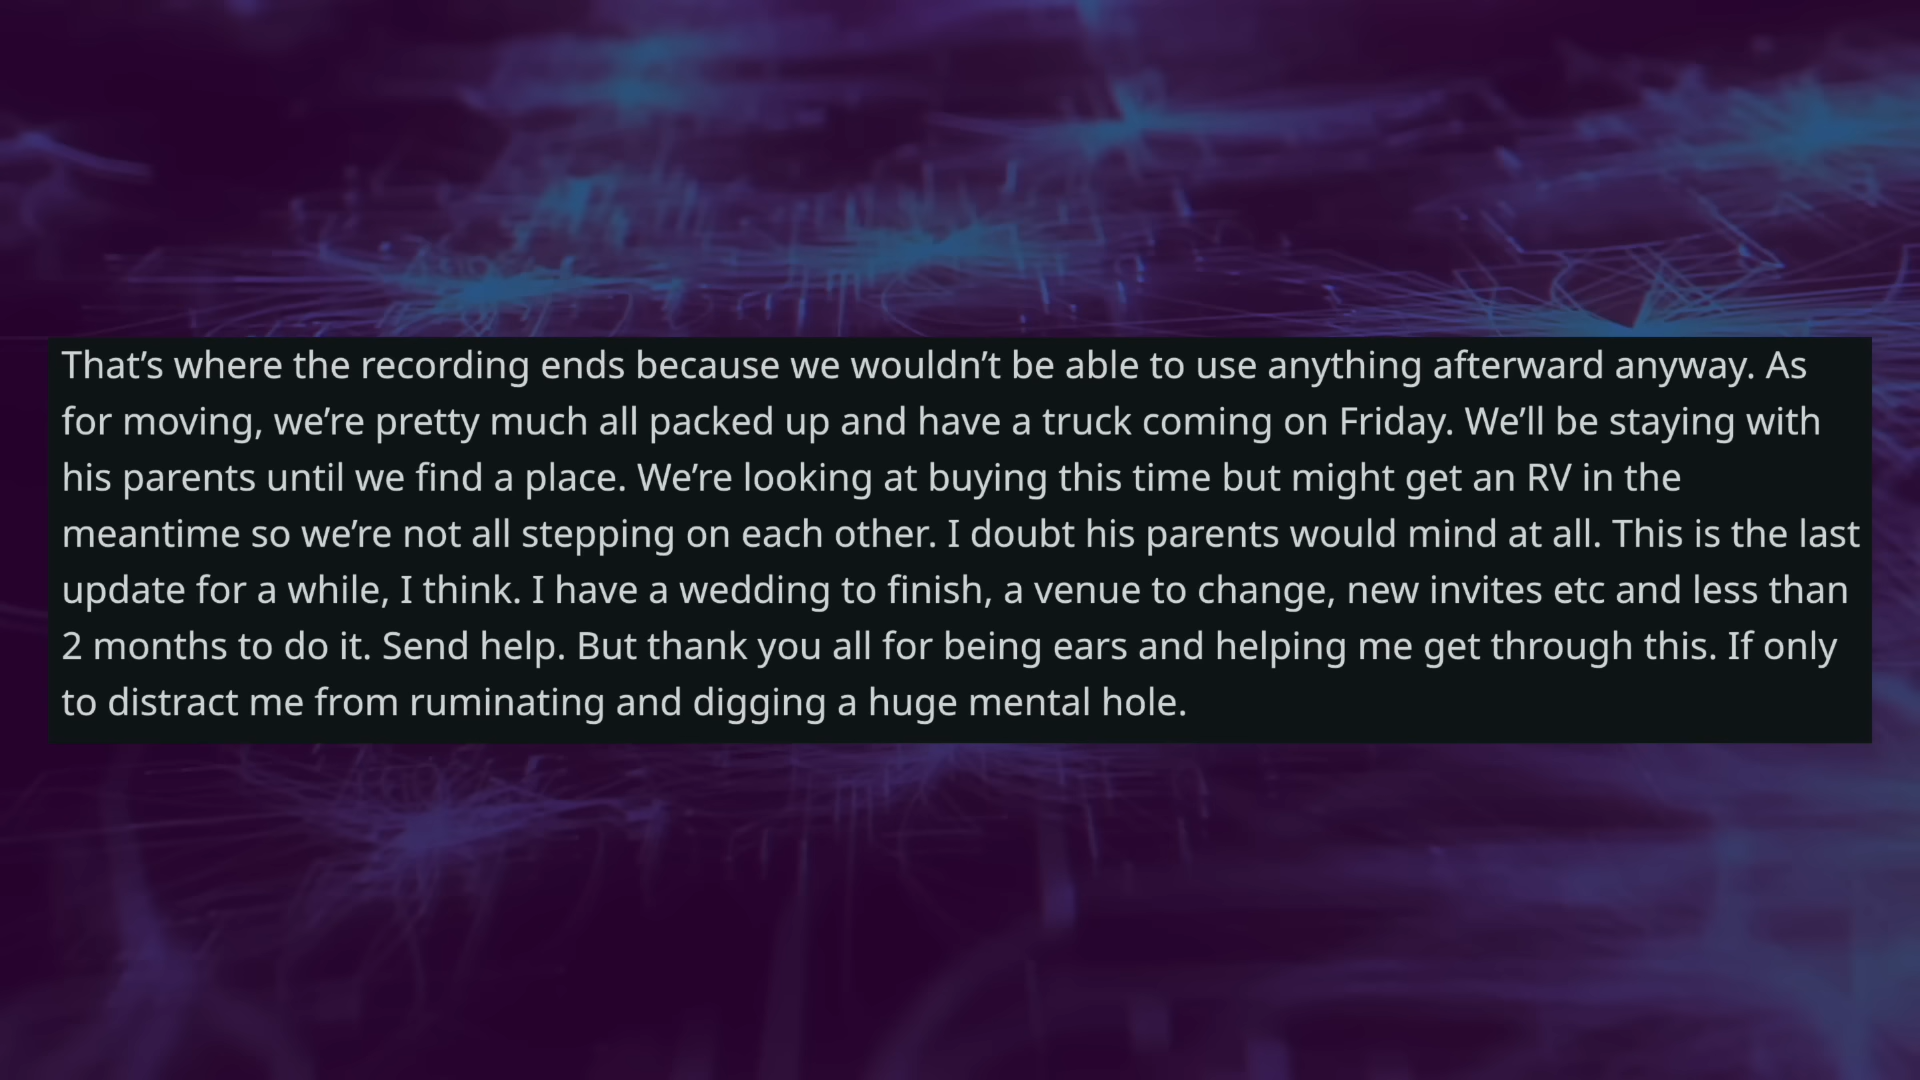 That’s where the recording ends because we wouldn’t be able to use anything afterward anyway. As
for moving, we’re pretty much all packed up and have a truck coming on Friday. We’ll be staying with
his parents until we find a place. We’re looking at buying this time but might get an RV in the
meantime so we’re not all stepping on each other. I doubt his parents would mind at all. This is the last
update for a while, I think. I have a wedding to finish, a venue to change, new invites etc and less than
2 months to do it. Send help. But thank you all for being ears and helping me get through this. If only
to distract me from ruminating and digging a huge mental hole.